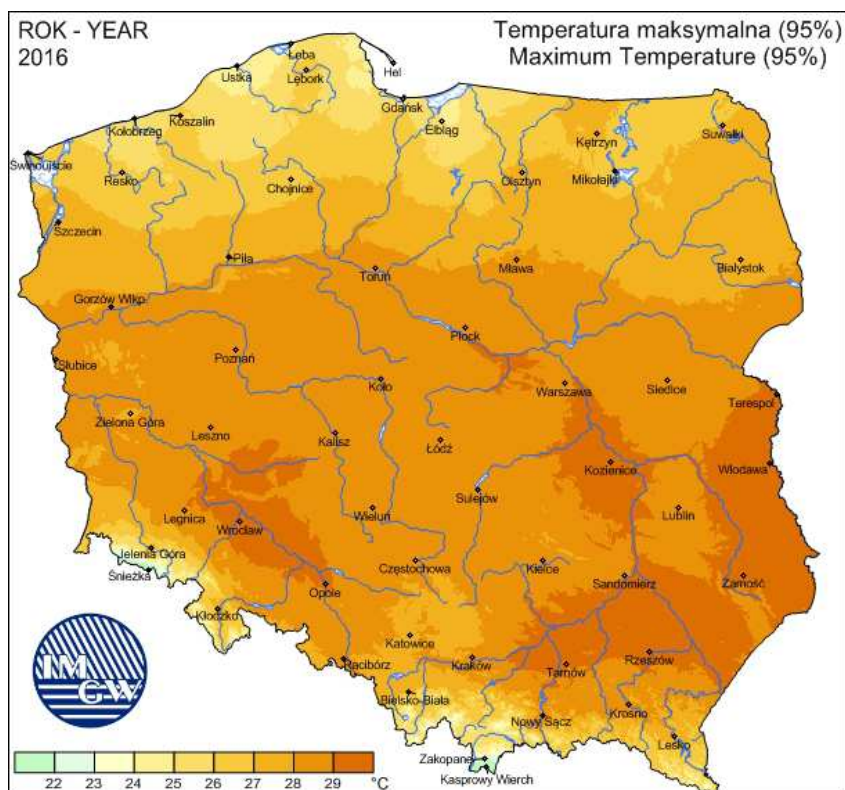 ROK - YEAR
2016
Temperatura maksymalna (95%)
Maximum Temperature (95%)
Łeba
Ustka
Lębork
Hel
Gdańsk
Kołobrzeg
Koszalin
Elbląg
Kętrzyn
Suwałki
Świnoujście
Resko
Chojnice
Olsztyn
Mikołajki
Szczecin
Piła
Toruń
Mława
Białystok
Gorzów Wlkp.
Płock
Słubice
Poznań
Koło
Warszawa
Siedlce
Terespol
Zielona Góra
Leszno
Kalisz
Łódź
Kozienice
Włodawa
Legnica
Wrocław
Wieluń
Sulejów
Lublin
Jelenia Góra
Śnieżka
Częstochowa
Kielce
Sandomierz
Zamość
Opole
Kłodzko
Katowice
Racibórz
Kraków
Tarnów
Rzeszów
Bielsko-Biała
Nowy Sącz
Krosno
Lesko
Zakopane
Kasprowy Wierch
IM
GW
22 23 24 25 26 27 28 29 °C